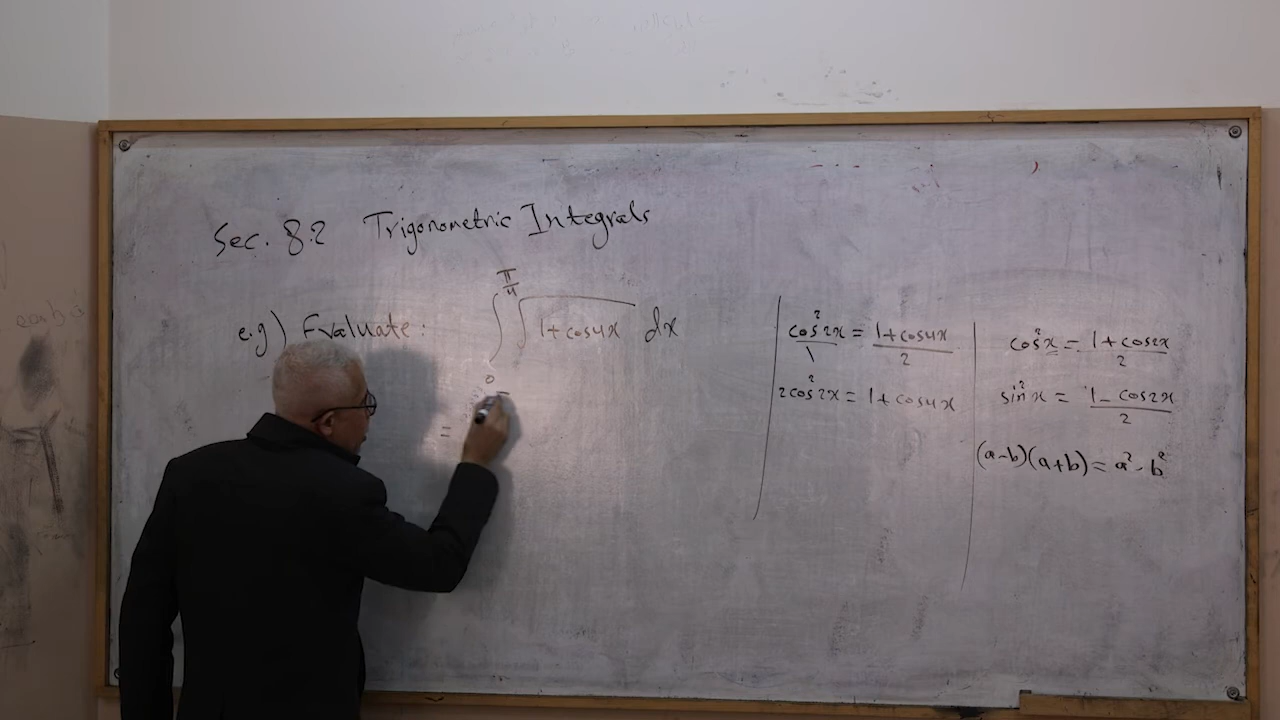 Sec. 8.2 Trigonometric Integrals
e.g) Evaluate: ∫₀^(π/4) √(1+cos4x) dx
=
cos²2x = (1+cos4x)/2
2cos²2x = 1+cos4x
cos²x = (1+cos2x)/2
sin²x = (1-cos2x)/2
(a-b)(a+b) = a²-b²